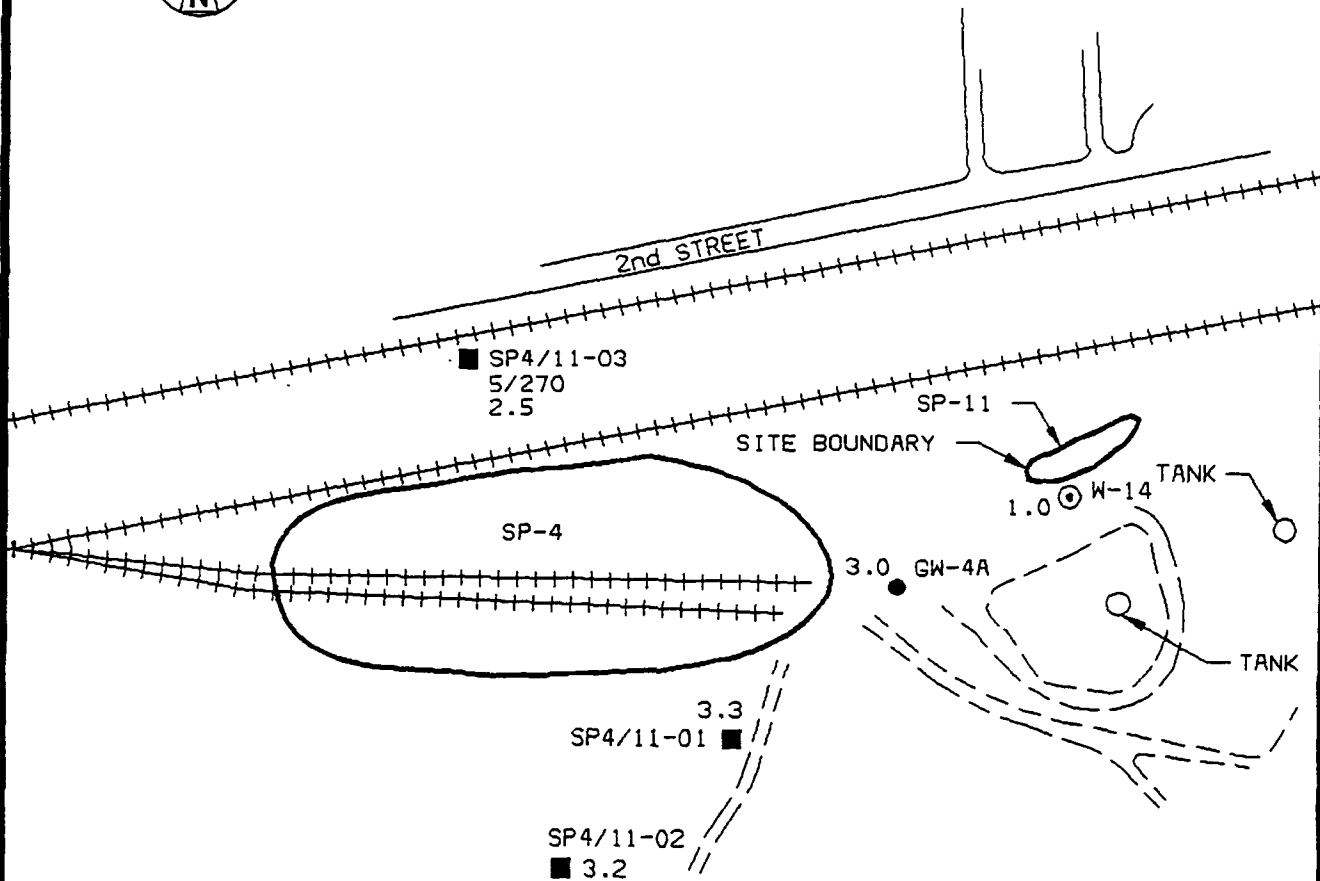 N
2nd STREET
SP4/11-03
5/270
2.5
SP-11
SITE BOUNDARY
TANK
1.0
W-14
SP-4
3.0
GW-4A
TANK
3.3
SP4/11-01
SP4/11-02
3.2